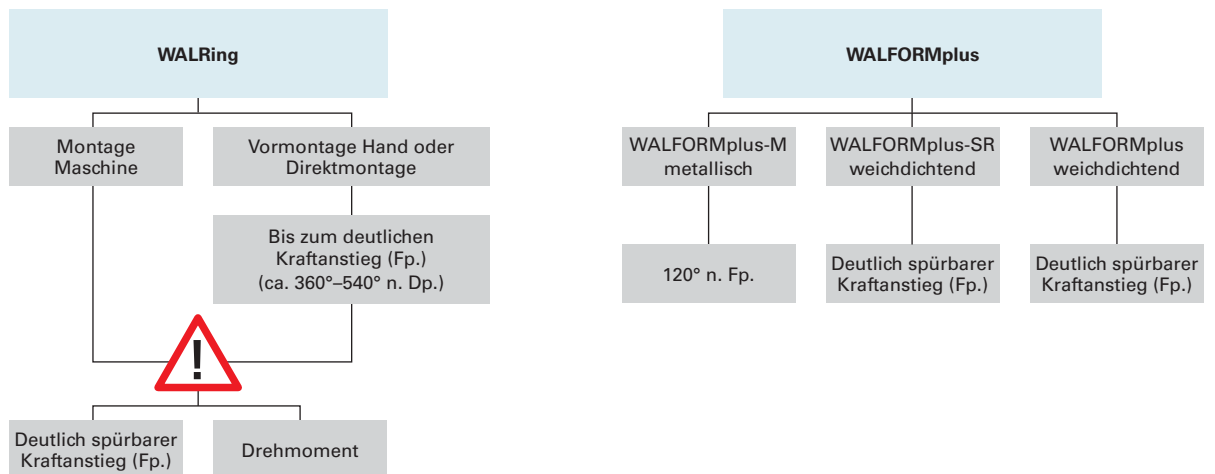 WALRing
Montage
Maschine
Vormontage Hand oder
Direktmontage
Bis zum deutlichen
Kraftanstieg (Fp.)
(ca. 360°–540° n. Dp.)
!
Deutlich spürbarer
Kraftanstieg (Fp.)
Drehmoment
WALFORMplus
WALFORMplus-M
metallisch
WALFORMplus-SR
weichdichtend
WALFORMplus
weichdichtend
120° n. Fp.
Deutlich spürbarer
Kraftanstieg (Fp.)
Deutlich spürbarer
Kraftanstieg (Fp.)